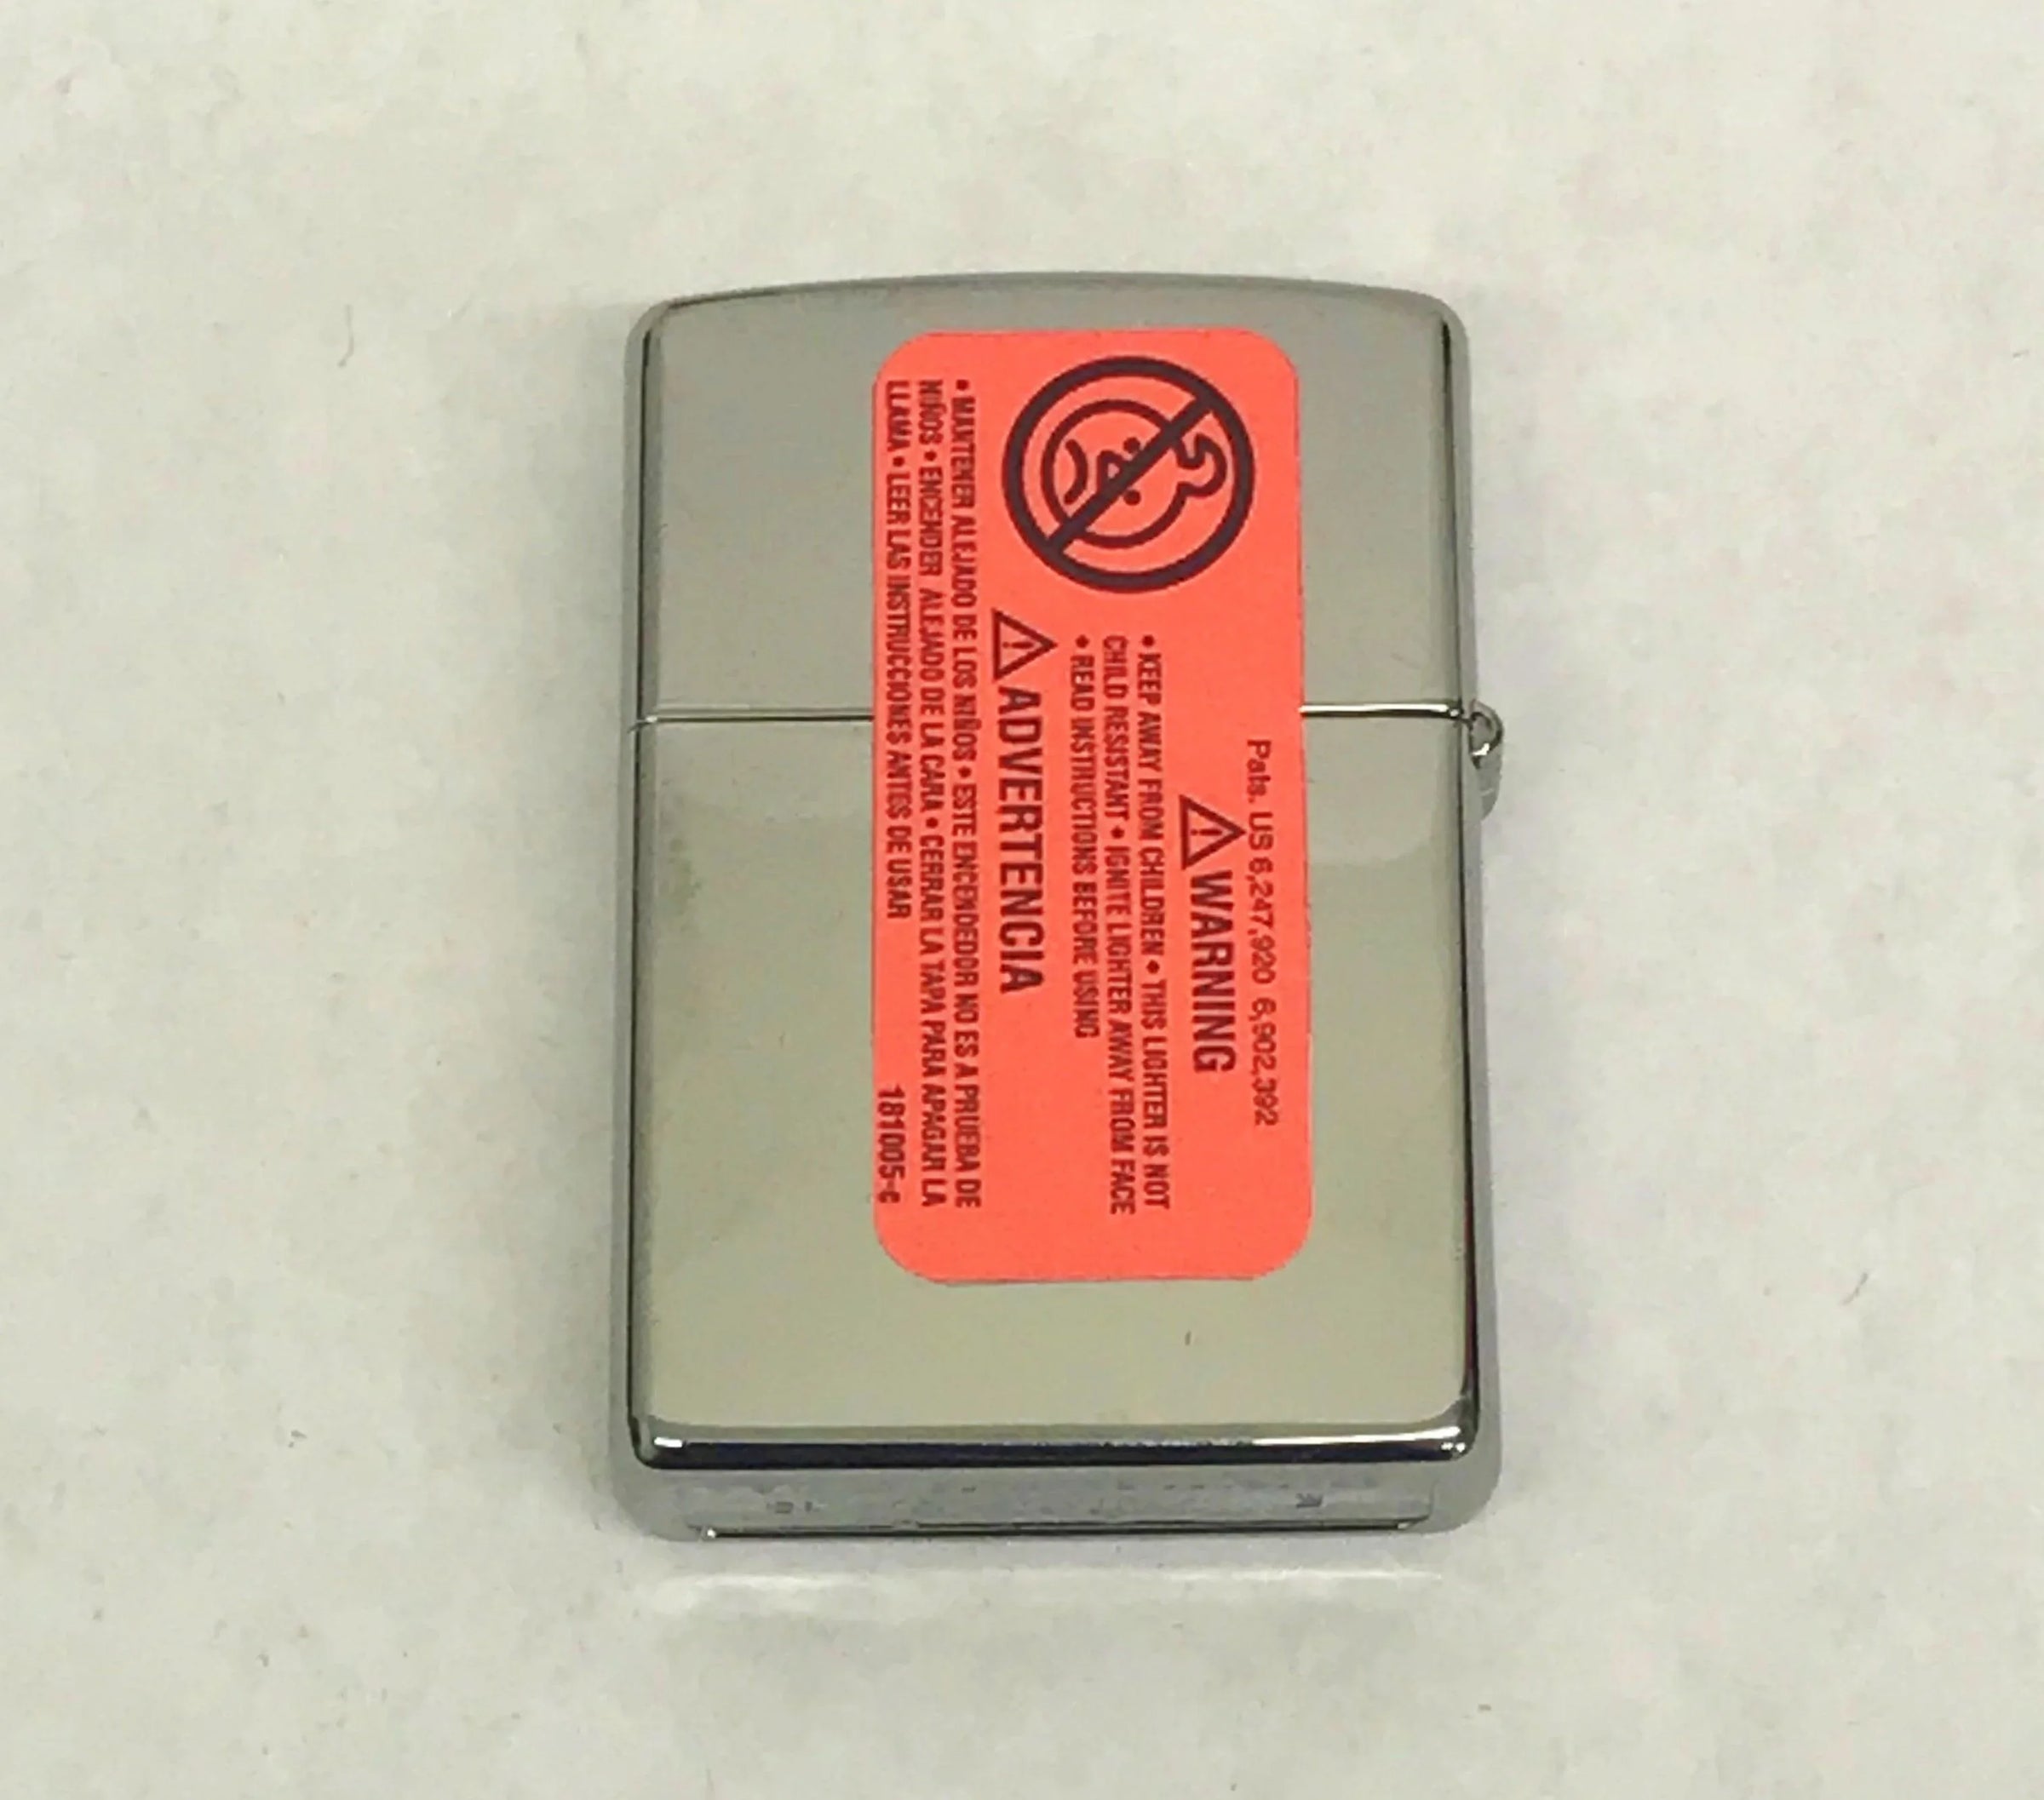 Pats. US 6,247,920 6,902,392
WARNING
• KEEP AWAY FROM CHILDREN • THIS LIGHTER IS NOT
CHILD RESISTANT • IGNITE LIGHTER AWAY FROM FACE
• READ INSTRUCTIONS BEFORE USING
ADVERTENCIA
• MANTENER ALEJADO DE LOS NIÑOS • ESTE ENCENDEDOR NO ES A PRUEBA DE
NIÑOS • ENCENDER ALEJADO DE LA CARA • CERRAR LA TAPA PARA APAGAR LA
LLAMA • LEER LAS INSTRUCCIONES ANTES DE USAR
181005-c